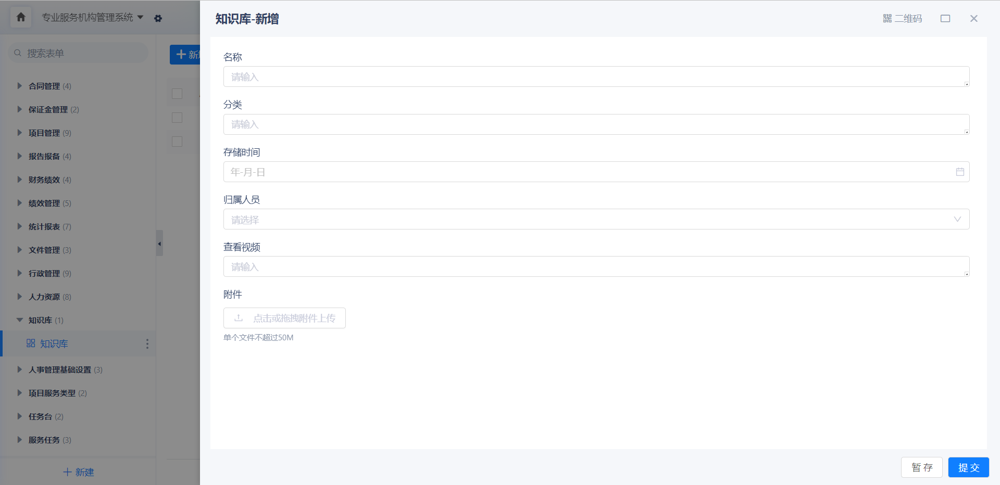 专业服务机构管理系统
搜索表单
合同管理 (4)
保证金管理 (2)
项目管理 (9)
报告报备 (4)
财务绩效 (4)
绩效管理 (5)
统计报表 (7)
文件管理 (3)
行政管理 (9)
人力资源 (8)
知识库 (1)
知识库
人事管理基础设置 (3)
项目服务类型 (2)
任务台 (2)
服务任务 (3)
新建
知识库-新增
二维码
名称
请输入
分类
请输入
存储时间
年-月-日
归属人员
请选择
查看视频
请输入
附件
点击或拖拽附件上传
单个文件不超过50M
暂存
提交